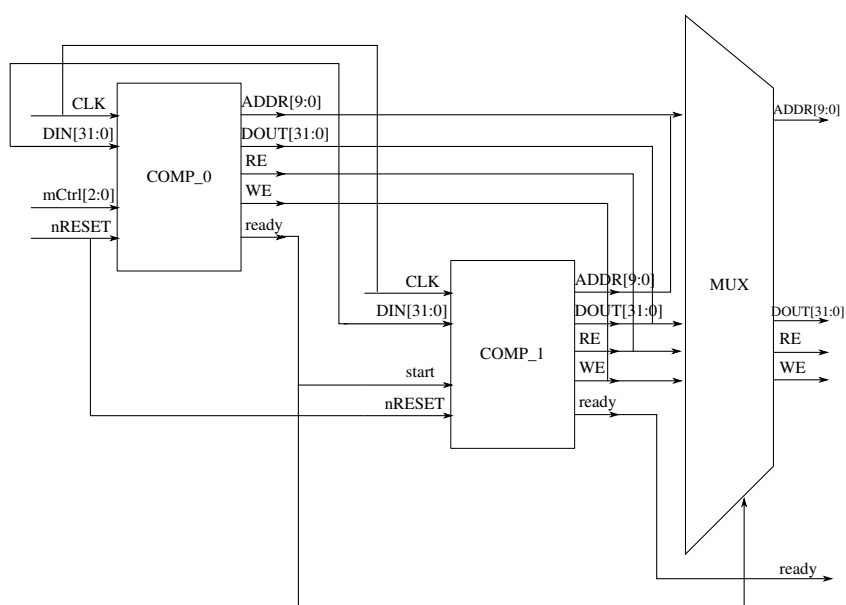 CLK
DIN[31:0]
mCtrl[2:0]
nRESET
COMP_0
ADDR[9:0]
DOUT[31:0]
RE
WE
ready
CLK
DIN[31:0]
start
nRESET
COMP_1
ADDR[9:0]
DOUT[31:0]
RE
WE
ready
MUX
ADDR[9:0]
DOUT[31:0]
RE
WE
ready